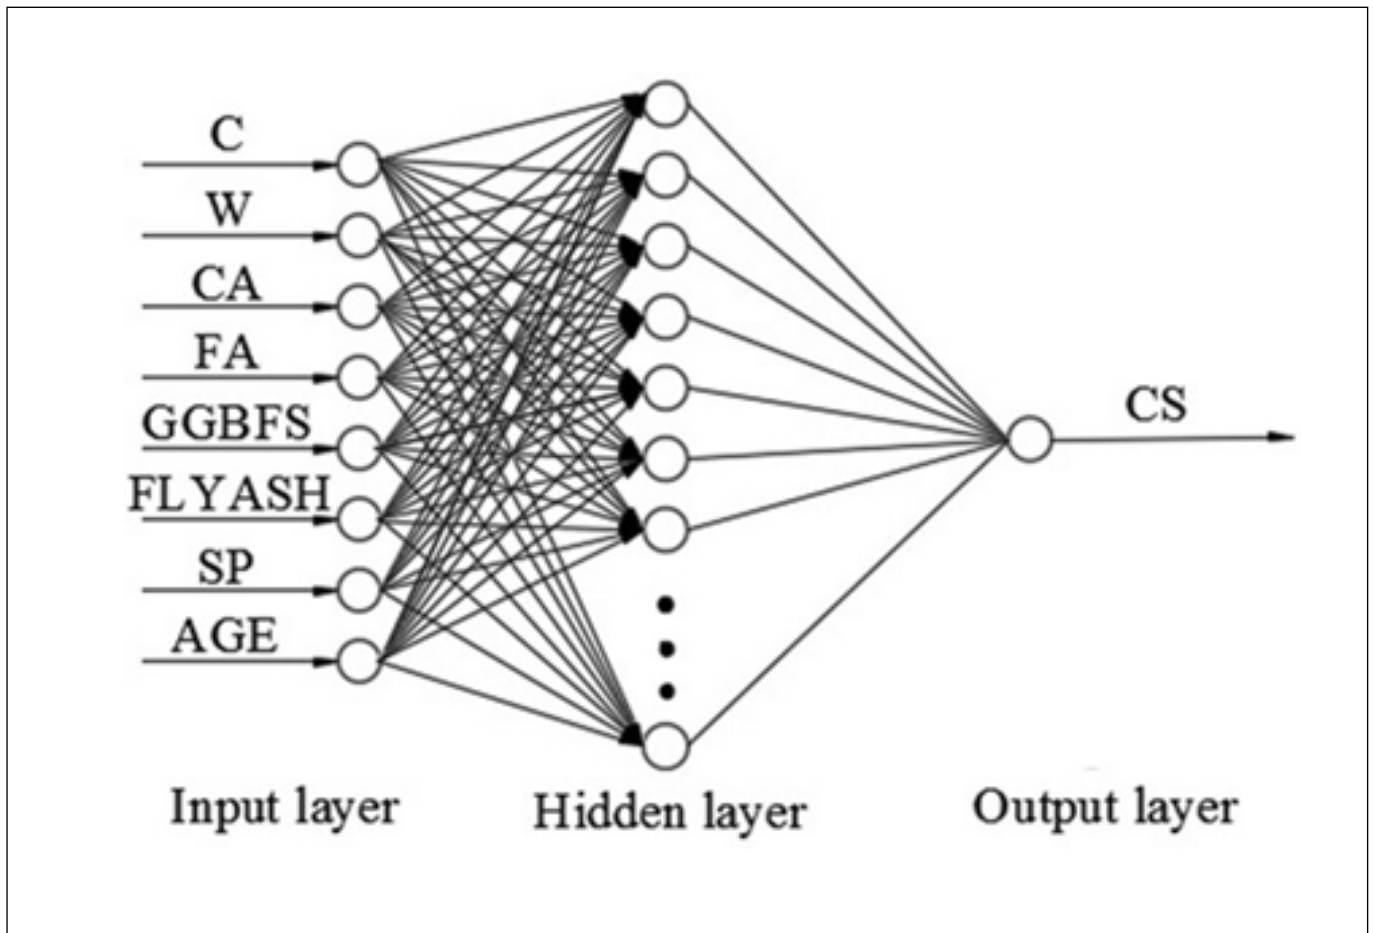 C
W
CA
FA
GGBFS
FLYASH
SP
AGE
CS
Input layer
Hidden layer
Output layer